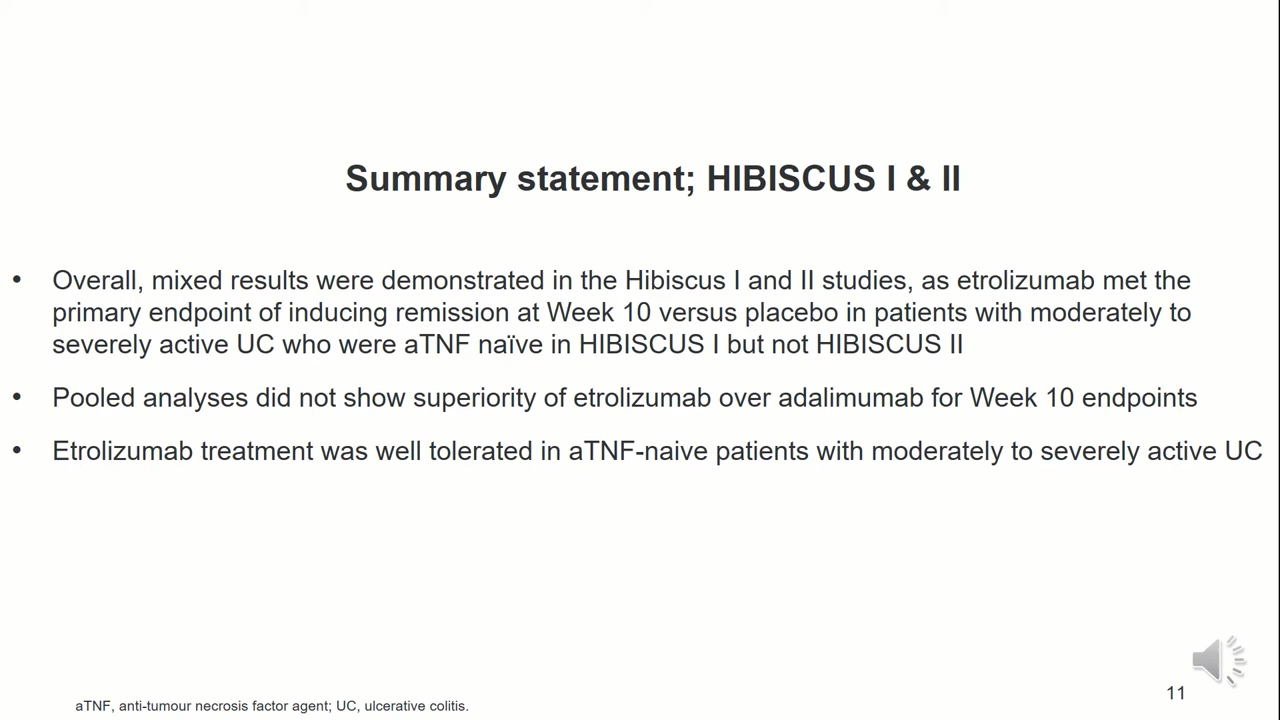 Summary statement; HIBISCUS I & II
• Overall, mixed results were demonstrated in the Hibiscus I and II studies, as etrolizumab met the
primary endpoint of inducing remission at Week 10 versus placebo in patients with moderately to
severely active UC who were aTNF naïve in HIBISCUS I but not HIBISCUS II
• Pooled analyses did not show superiority of etrolizumab over adalimumab for Week 10 endpoints
• Etrolizumab treatment was well tolerated in aTNF-naive patients with moderately to severely active UC
11
aTNF, anti-tumour necrosis factor agent; UC, ulcerative colitis.